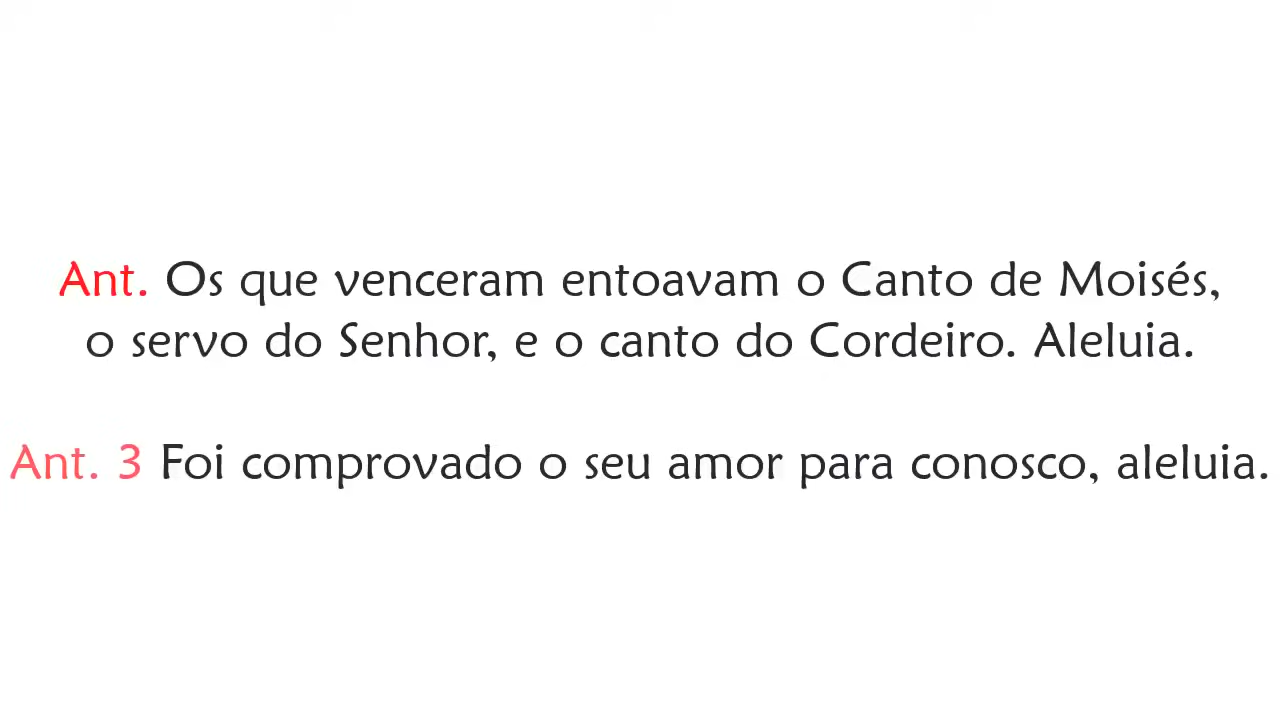 Ant. Os que venceram entoavam o Canto de Moisés,
o servo do Senhor, e o canto do Cordeiro. Aleluia.
Ant. 3 Foi comprovado o seu amor para conosco, aleluia.